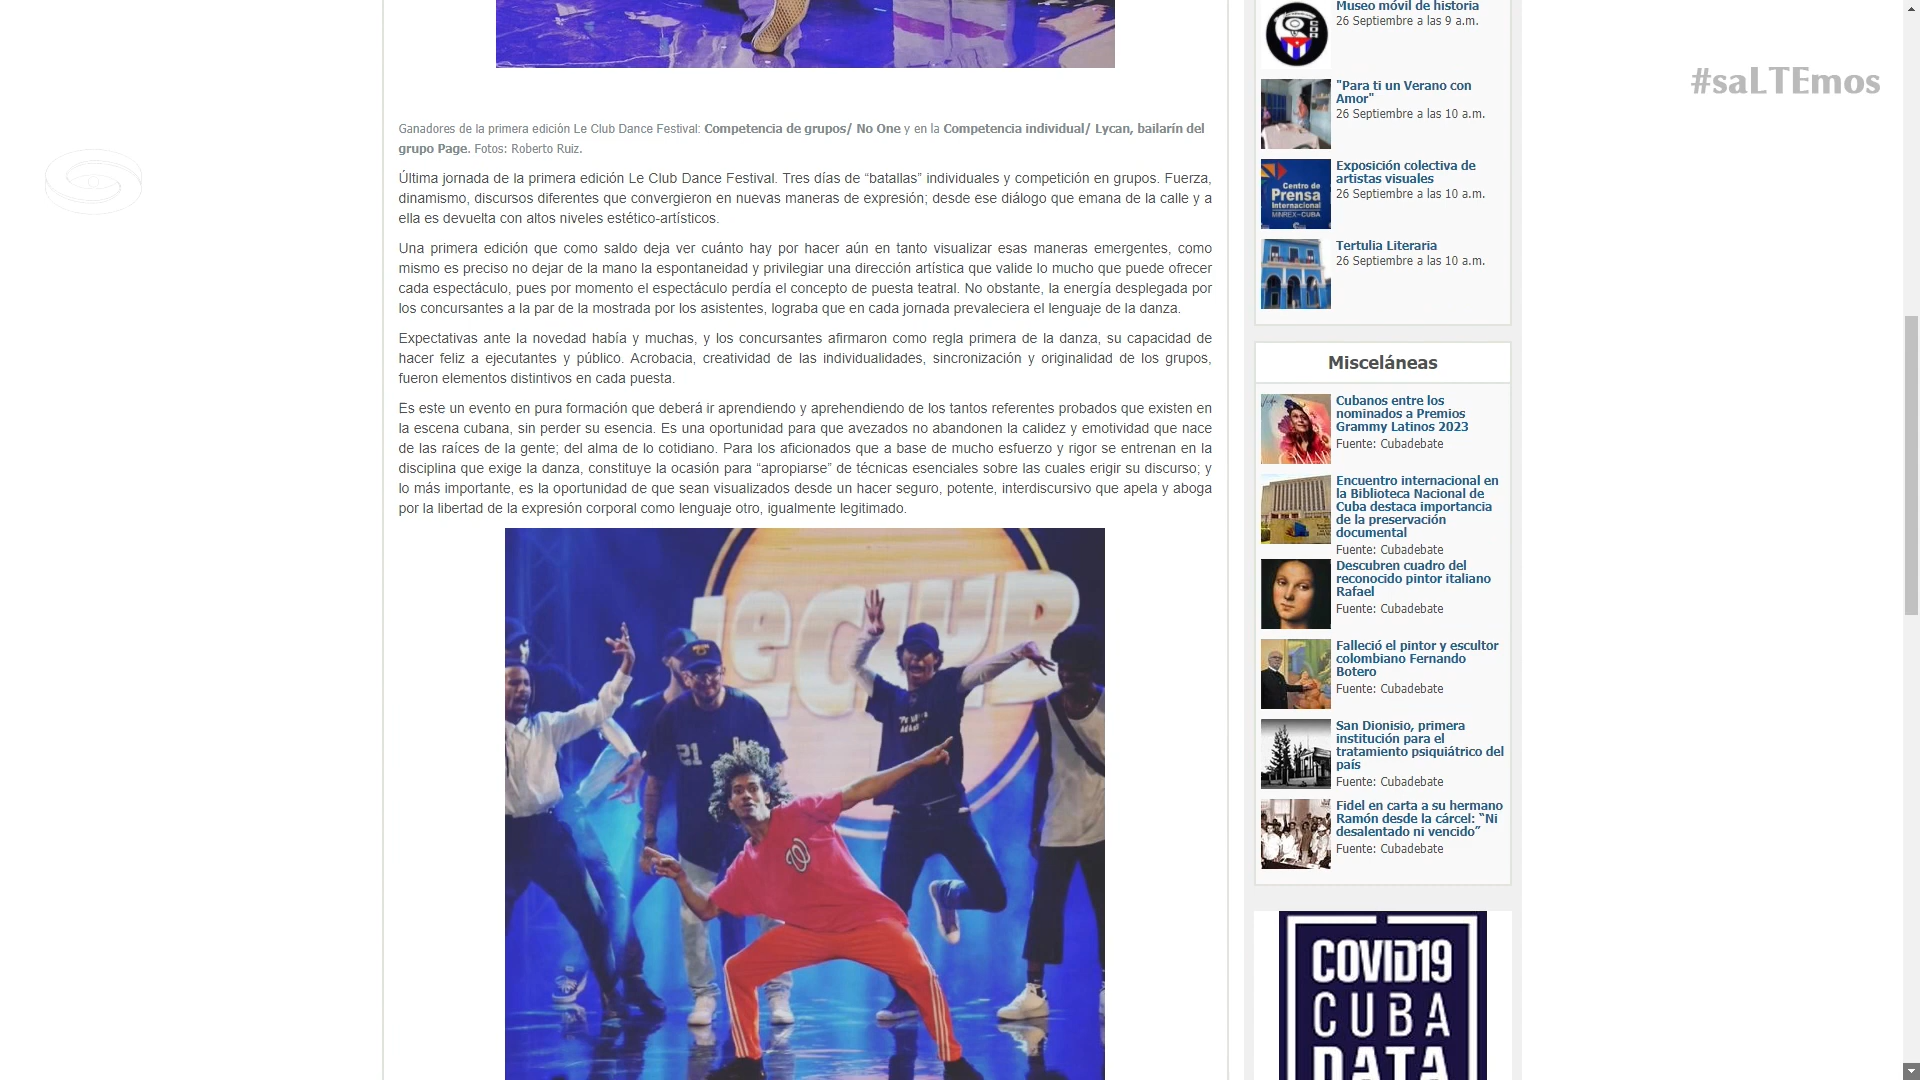 Museo móvil de historia
26 Septiembre a las 9 a.m.
#saLTEmos
"Para ti un Verano con
Amor"
26 Septiembre a las 10 a.m.
Ganadores de la primera edición Le Club Dance Festival: Competencia de grupos/ No One y en la Competencia individual/ Lycan, bailarín del
grupo Page. Fotos: Roberto Ruiz.
Última jornada de la primera edición Le Club Dance Festival. Tres días de “batallas” individuales y competición en grupos. Fuerza,
dinamismo, discursos diferentes que convergieron en nuevas maneras de expresión; desde ese diálogo que emana de la calle y a
ella es devuelta con altos niveles estético-artísticos.
Una primera edición que como saldo deja ver cuánto hay por hacer aún en tanto visualizar esas maneras emergentes, como
mismo es preciso no dejar de la mano la espontaneidad y privilegiar una dirección artística que valide lo mucho que puede ofrecer
cada espectáculo, pues por momento el espectáculo perdía el concepto de puesta teatral. No obstante, la energía desplegada por
los concursantes a la par de la mostrada por los asistentes, lograba que en cada jornada prevaleciera el lenguaje de la danza.
Expectativas ante la novedad había y muchas, y los concursantes afirmaron como regla primera de la danza, su capacidad de
hacer feliz a ejecutantes y público. Acrobacia, creatividad de las individualidades, sincronización y originalidad de los grupos,
fueron elementos distintivos en cada puesta.
Es este un evento en pura formación que deberá ir aprendiendo y aprehendiendo de los tantos referentes probados que existen en
la escena cubana, sin perder su esencia. Es una oportunidad para que avezados no abandonen la calidez y emotividad que nace
de las raíces de la gente; del alma de lo cotidiano. Para los aficionados que a base de mucho esfuerzo y rigor se entrenan en la
disciplina que exige la danza, constituye la ocasión para “apropiarse” de técnicas esenciales sobre las cuales erigir su discurso; y
lo más importante, es la oportunidad de que sean visualizados desde un hacer seguro, potente, interdiscursivo que apela y aboga
por la libertad de la expresión corporal como lenguaje otro, igualmente legitimado.
LeCLUB
21
W
Centro de
Prensa
Internacional
MINREX-CUBA
Exposición colectiva de
artistas visuales
26 Septiembre a las 10 a.m.
Tertulia Literaria
26 Septiembre a las 10 a.m.
Misceláneas
Cubanos entre los
nominados a Premios
Grammy Latinos 2023
Fuente: Cubadebate
Encuentro internacional en
la Biblioteca Nacional de
Cuba destaca importancia
de la preservación
documental
Fuente: Cubadebate
Descubren cuadro del
reconocido pintor italiano
Rafael
Fuente: Cubadebate
Falleció el pintor y escultor
colombiano Fernando
Botero
Fuente: Cubadebate
San Dionisio, primera
institución para el
tratamiento psiquiátrico del
país
Fuente: Cubadebate
Fidel en carta a su hermano
Ramón desde la cárcel: “Ni
desalentado ni vencido”
Fuente: Cubadebate
COVID19
CUBA
DATA